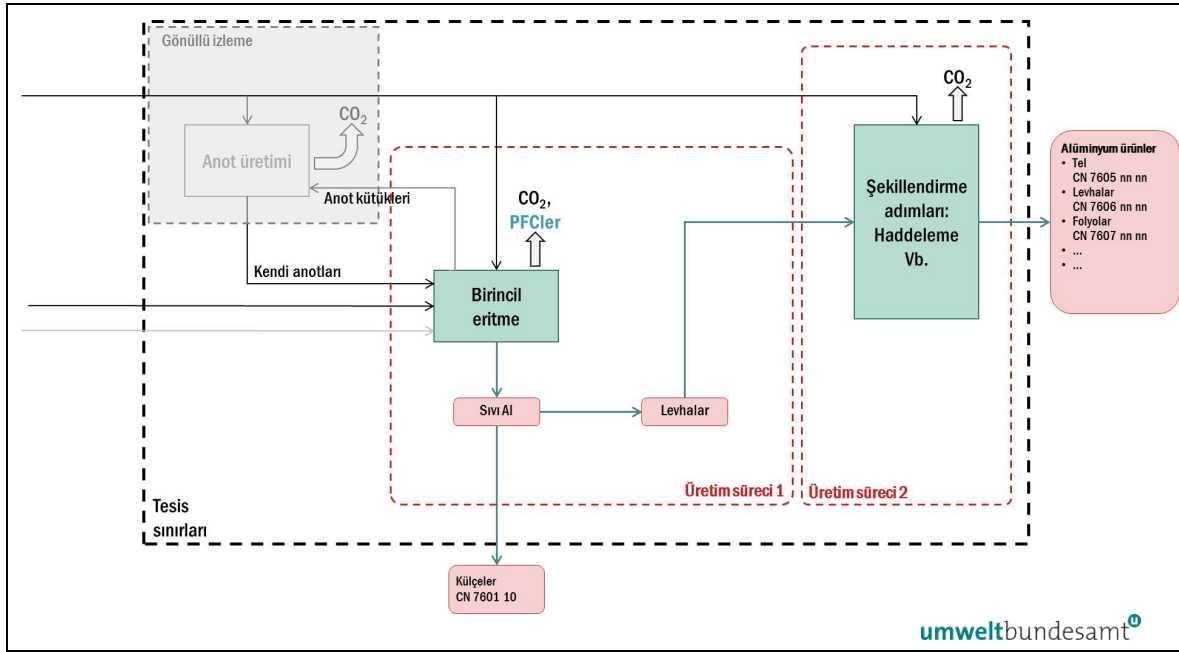 Gönüllü izleme
CO2
Anot üretimi
Anot kütükleri
Kendi anotları
CO2,
PFCler
Birincil
eritme
Sıvı Al
Levhalar
Üretim süreci 1
CO2
Şekillendirme
adımları:
Haddeleme
Vb.
Üretim süreci 2
Alüminyum ürünler
• Tel
CN 7605 nn nn
• Levhalar
CN 7606 nn nn
• Folyolar
CN 7607 nn nn
• ...
• ...
Tesis
sınırları
Külçeler
CN 7601 10
umweltbundesamt u